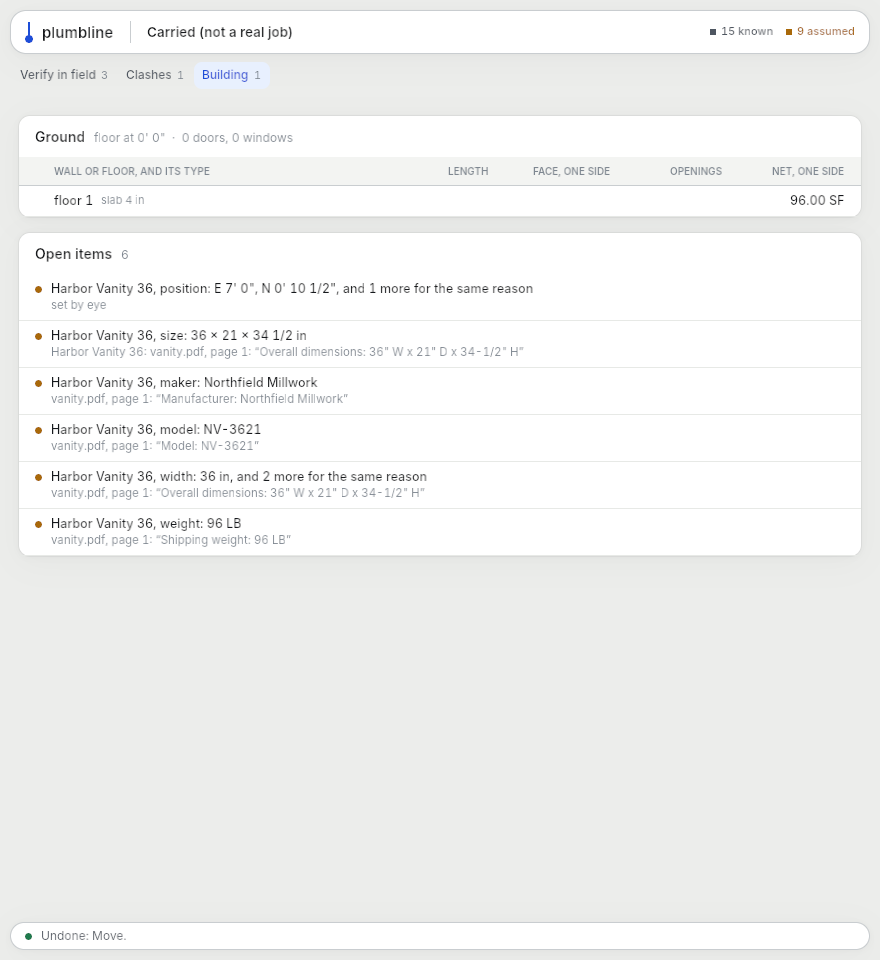 plumbline Carried (not a real job) 15 known 9 assumed
Verify in field 3 Clashes 1 Building 1
Ground floor at 0' 0" · 0 doors, 0 windows
WALL OR FLOOR, AND ITS TYPE LENGTH FACE, ONE SIDE OPENINGS NET, ONE SIDE
floor 1 slab 4 in 96.00 SF
Open items 6
Harbor Vanity 36, position: E 7' 0", N 0' 10 1/2", and 1 more for the same reason
set by eye
Harbor Vanity 36, size: 36 × 21 × 34 1/2 in
Harbor Vanity 36: vanity.pdf, page 1: “Overall dimensions: 36" W x 21" D x 34-1/2" H”
Harbor Vanity 36, maker: Northfield Millwork
vanity.pdf, page 1: “Manufacturer: Northfield Millwork”
Harbor Vanity 36, model: NV-3621
vanity.pdf, page 1: “Model: NV-3621”
Harbor Vanity 36, width: 36 in, and 2 more for the same reason
vanity.pdf, page 1: “Overall dimensions: 36" W x 21" D x 34-1/2" H”
Harbor Vanity 36, weight: 96 LB
vanity.pdf, page 1: “Shipping weight: 96 LB”
Undone: Move.